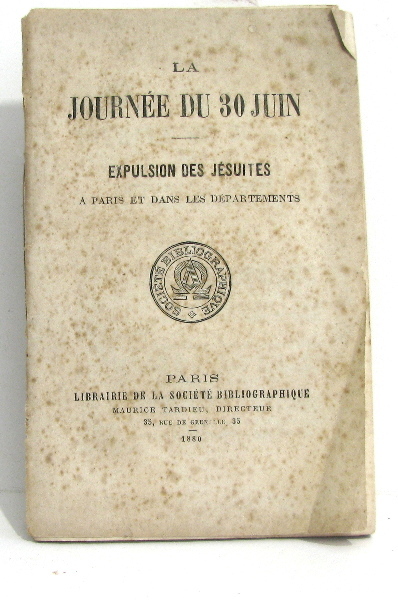 LA
JOURNÉE DU 30 JUIN
EXPULSION DES JÉSUITES
A PARIS ET DANS LES DÉPARTEMENTS
SOCIÉTÉ BIBLIOGRAPHIQUE
PARIS
LIBRAIRIE DE LA SOCIÉTÉ BIBLIOGRAPHIQUE
MAURICE TARDIEU, DIRECTEUR
35, RUE DE GRENELLE 35
1880